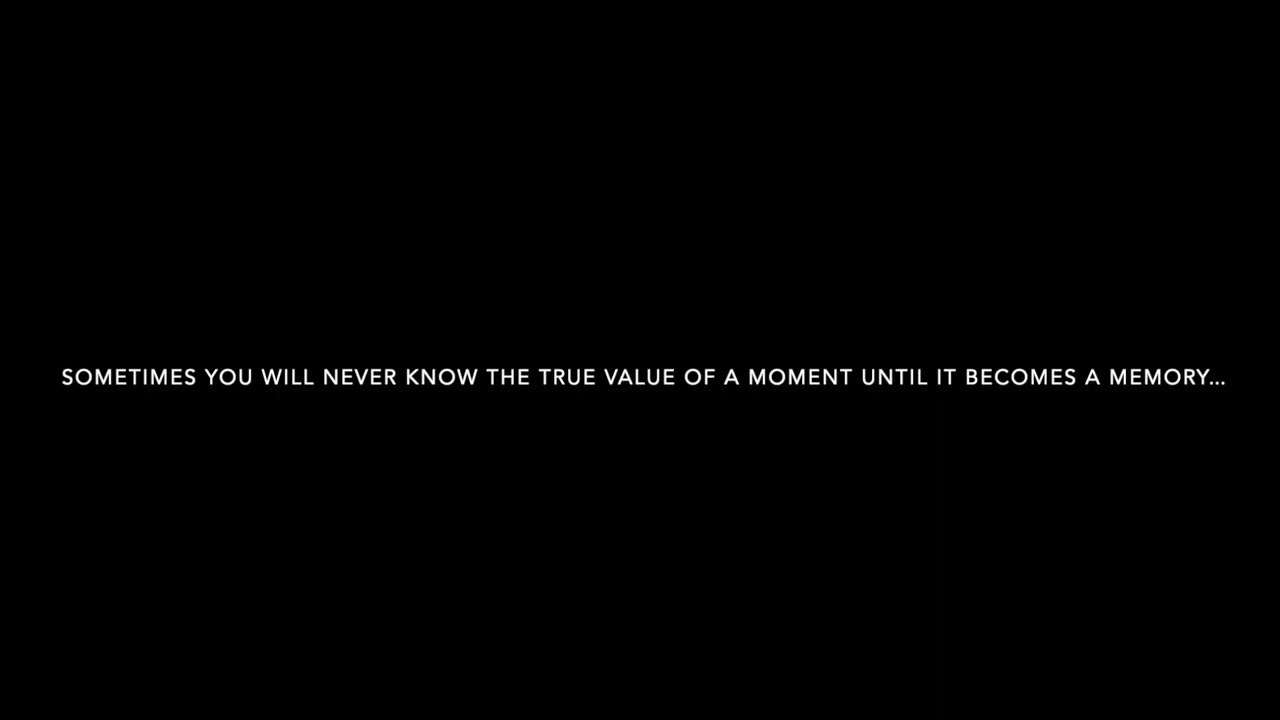 SOMETIMES YOU WILL NEVER KNOW THE TRUE VALUE OF A MOMENT UNTIL IT BECOMES A MEMORY...